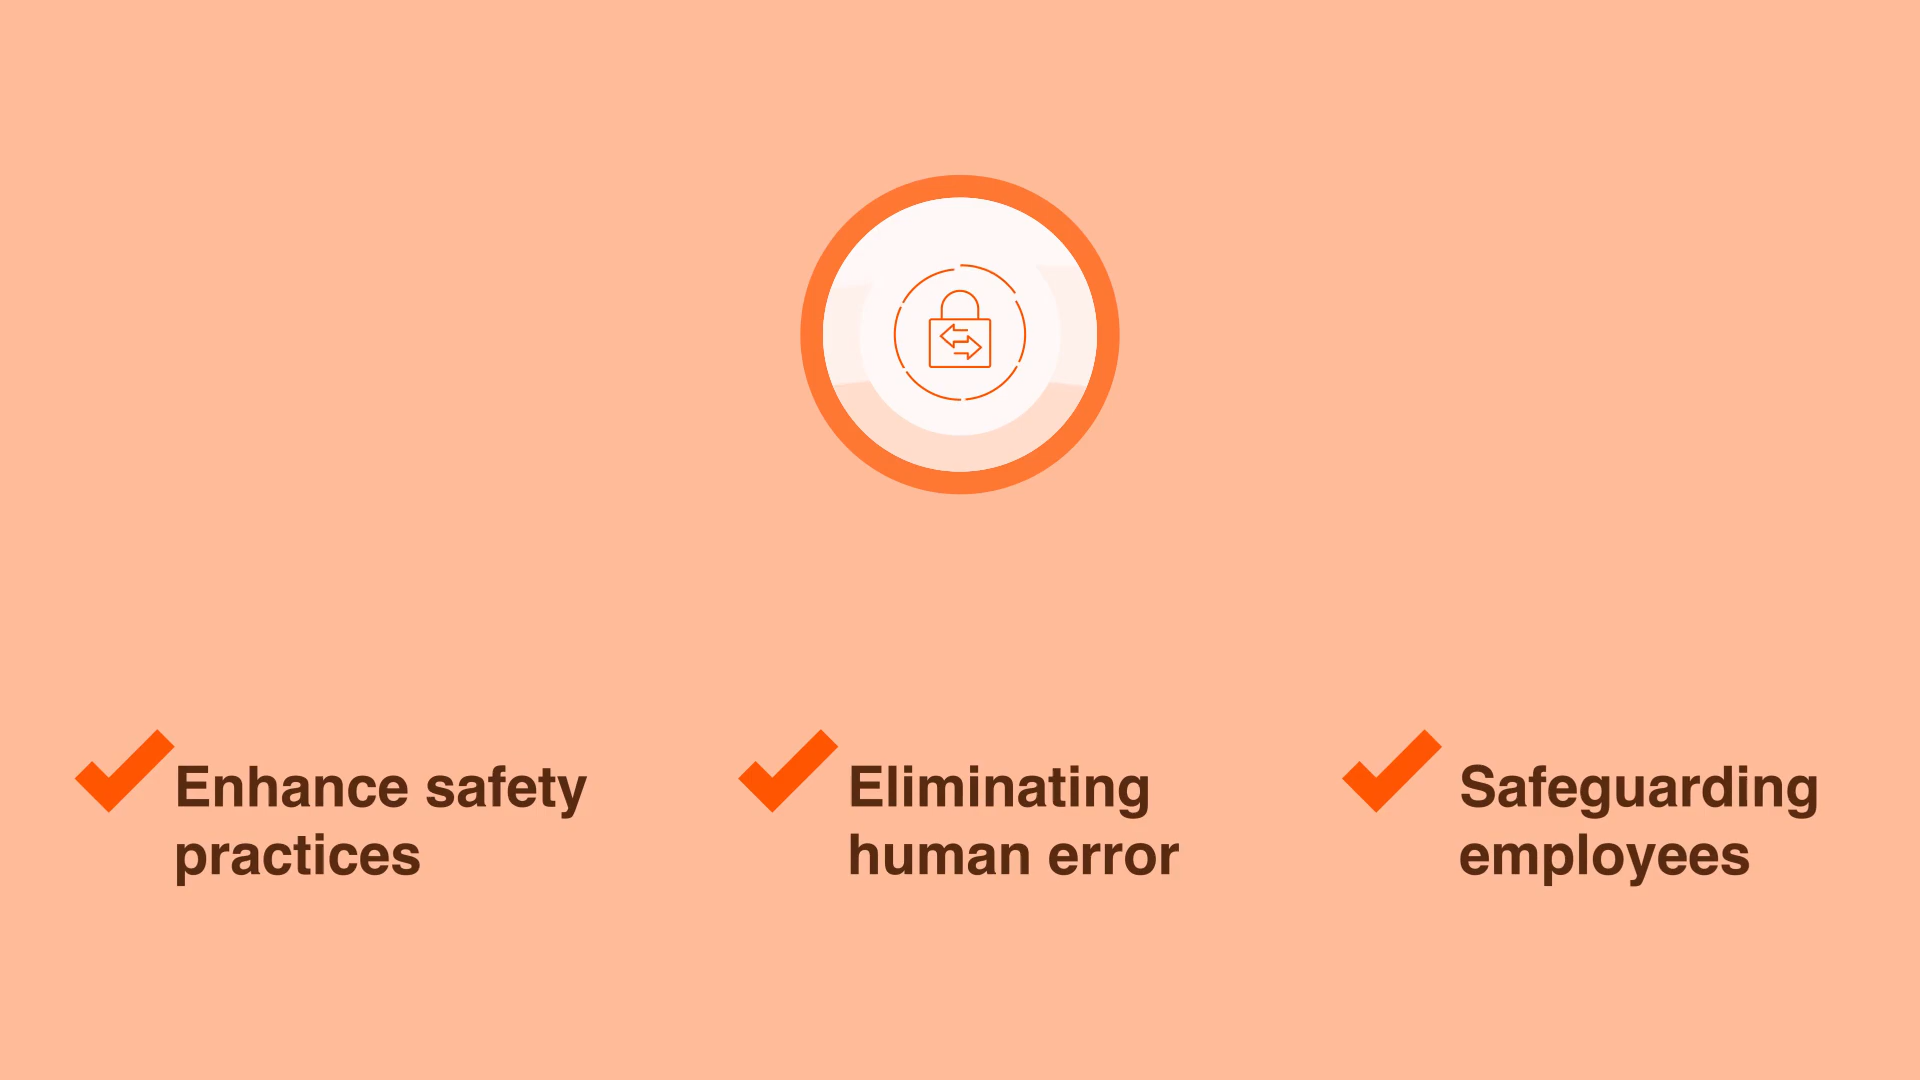 Enhance safety
practices
Eliminating
human error
Safeguarding
employees